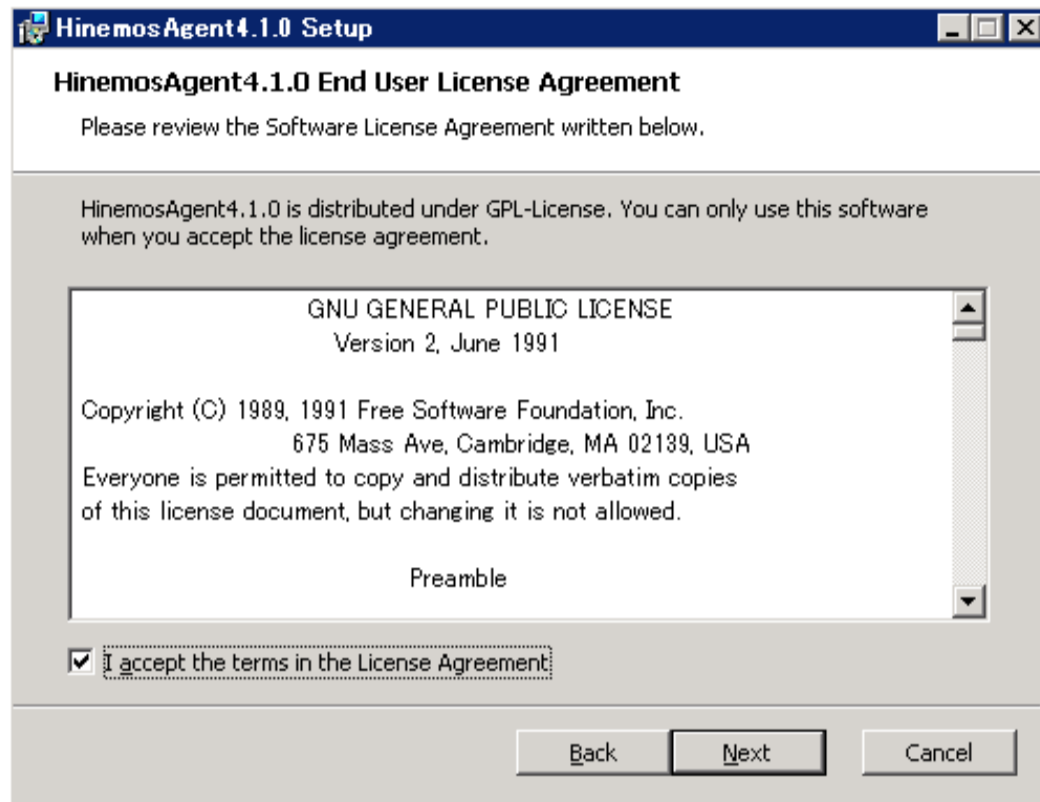 HinemosAgent4.1.0 Setup
HinemosAgent4.1.0 End User License Agreement
Please review the Software License Agreement written below.
HinemosAgent4.1.0 is distributed under GPL-License. You can only use this software
when you accept the license agreement.
GNU GENERAL PUBLIC LICENSE
Version 2, June 1991
Copyright (C) 1989, 1991 Free Software Foundation, Inc.
675 Mass Ave, Cambridge, MA 02139, USA
Everyone is permitted to copy and distribute verbatim copies
of this license document, but changing it is not allowed.
Preamble
I accept the terms in the License Agreement
Back Next Cancel